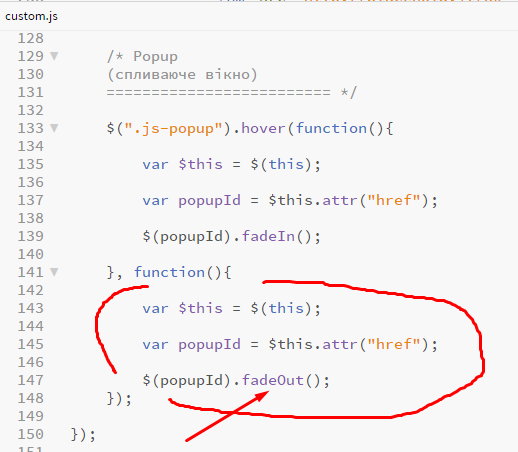 custom.js
128
129 /* Popup
130 (спливаюче вікно)
131 ========================= */
132
133 $(".js-popup").hover(function(){
134
135 var $this = $(this);
136
137 var popupId = $this.attr("href");
138
139 $(popupId).fadeIn();
140
141 }, function(){
142
143 var $this = $(this);
144
145 var popupId = $this.attr("href");
146
147 $(popupId).fadeOut();
148 });
149
150 });
151